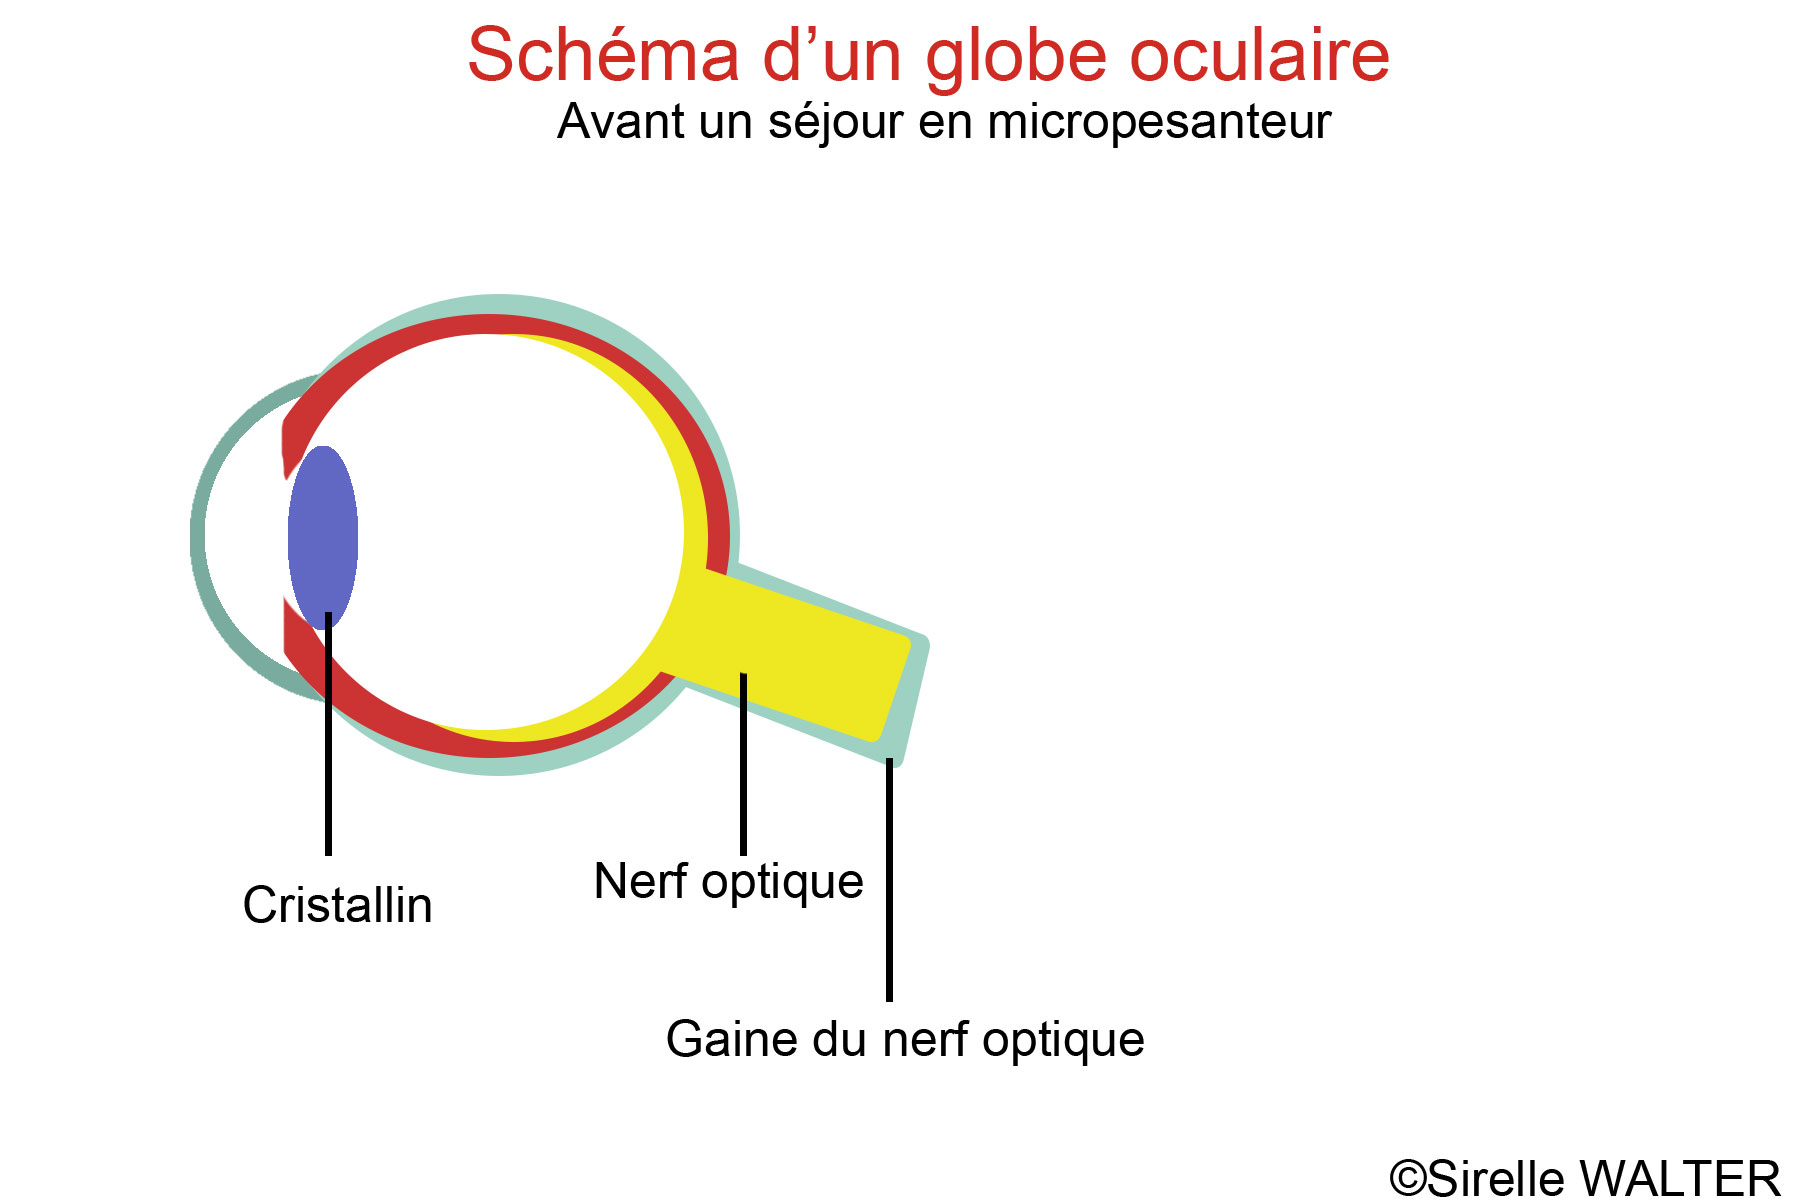 Schéma d’un globe oculaire
Avant un séjour en micropesanteur
Nerf optique
Cristallin
Gaine du nerf optique
©Sirelle WALTER